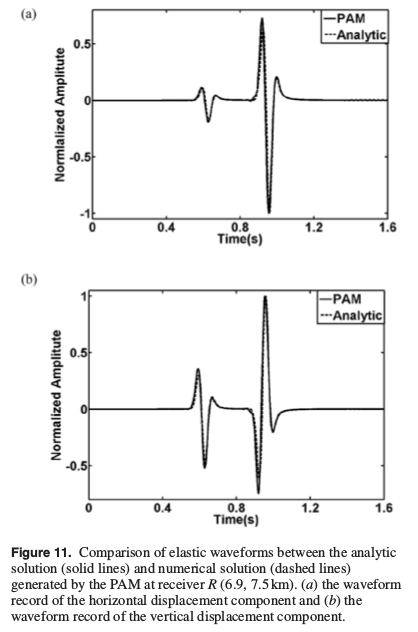 (a)
PAM
Analytic
0.5
0
-0.5
-1
Normlalized Amplitude
0 0.4 0.8 1.2 1.6
Time(s)
(b)
1
PAM
Analytic
0.5
0
-0.5
Normalized Amplitude
0 0.4 0.8 1.2 1.6
Time(s)
Figure 11. Comparison of elastic waveforms between the analytic
solution (solid lines) and numerical solution (dashed lines)
generated by the PAM at receiver R (6.9, 7.5 km). (a) the waveform
record of the horizontal displacement component and (b) the
waveform record of the vertical displacement component.